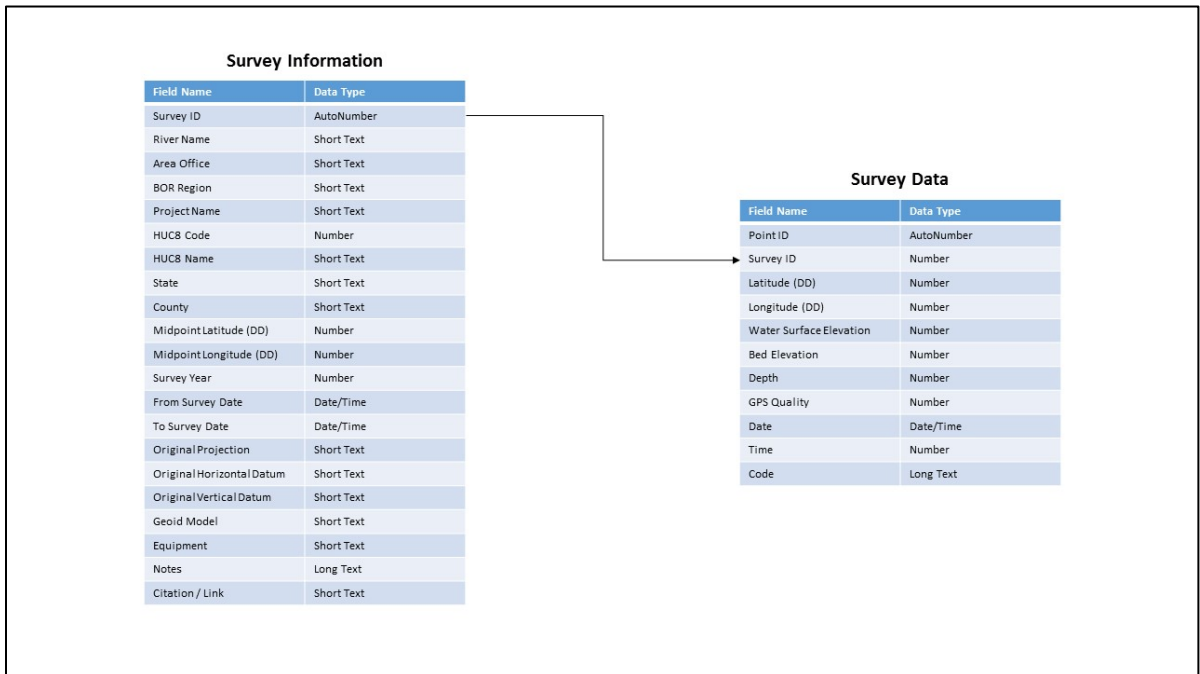 Survey Information
Field Name Data Type
Survey ID AutoNumber
River Name Short Text
Area Office Short Text
BOR Region Short Text
Project Name Short Text
HUC8 Code Number
HUC8 Name Short Text
State Short Text
County Short Text
Midpoint Latitude (DD) Number
Midpoint Longitude (DD) Number
Survey Year Number
From Survey Date Date/Time
To Survey Date Date/Time
Original Projection Short Text
Original Horizontal Datum Short Text
Original Vertical Datum Short Text
Geoid Model Short Text
Equipment Short Text
Notes Long Text
Citation / Link Short Text
Survey Data
Field Name Data Type
Point ID AutoNumber
Survey ID Number
Latitude (DD) Number
Longitude (DD) Number
Water Surface Elevation Number
Bed Elevation Number
Depth Number
GPS Quality Number
Date Date/Time
Time Number
Code Long Text